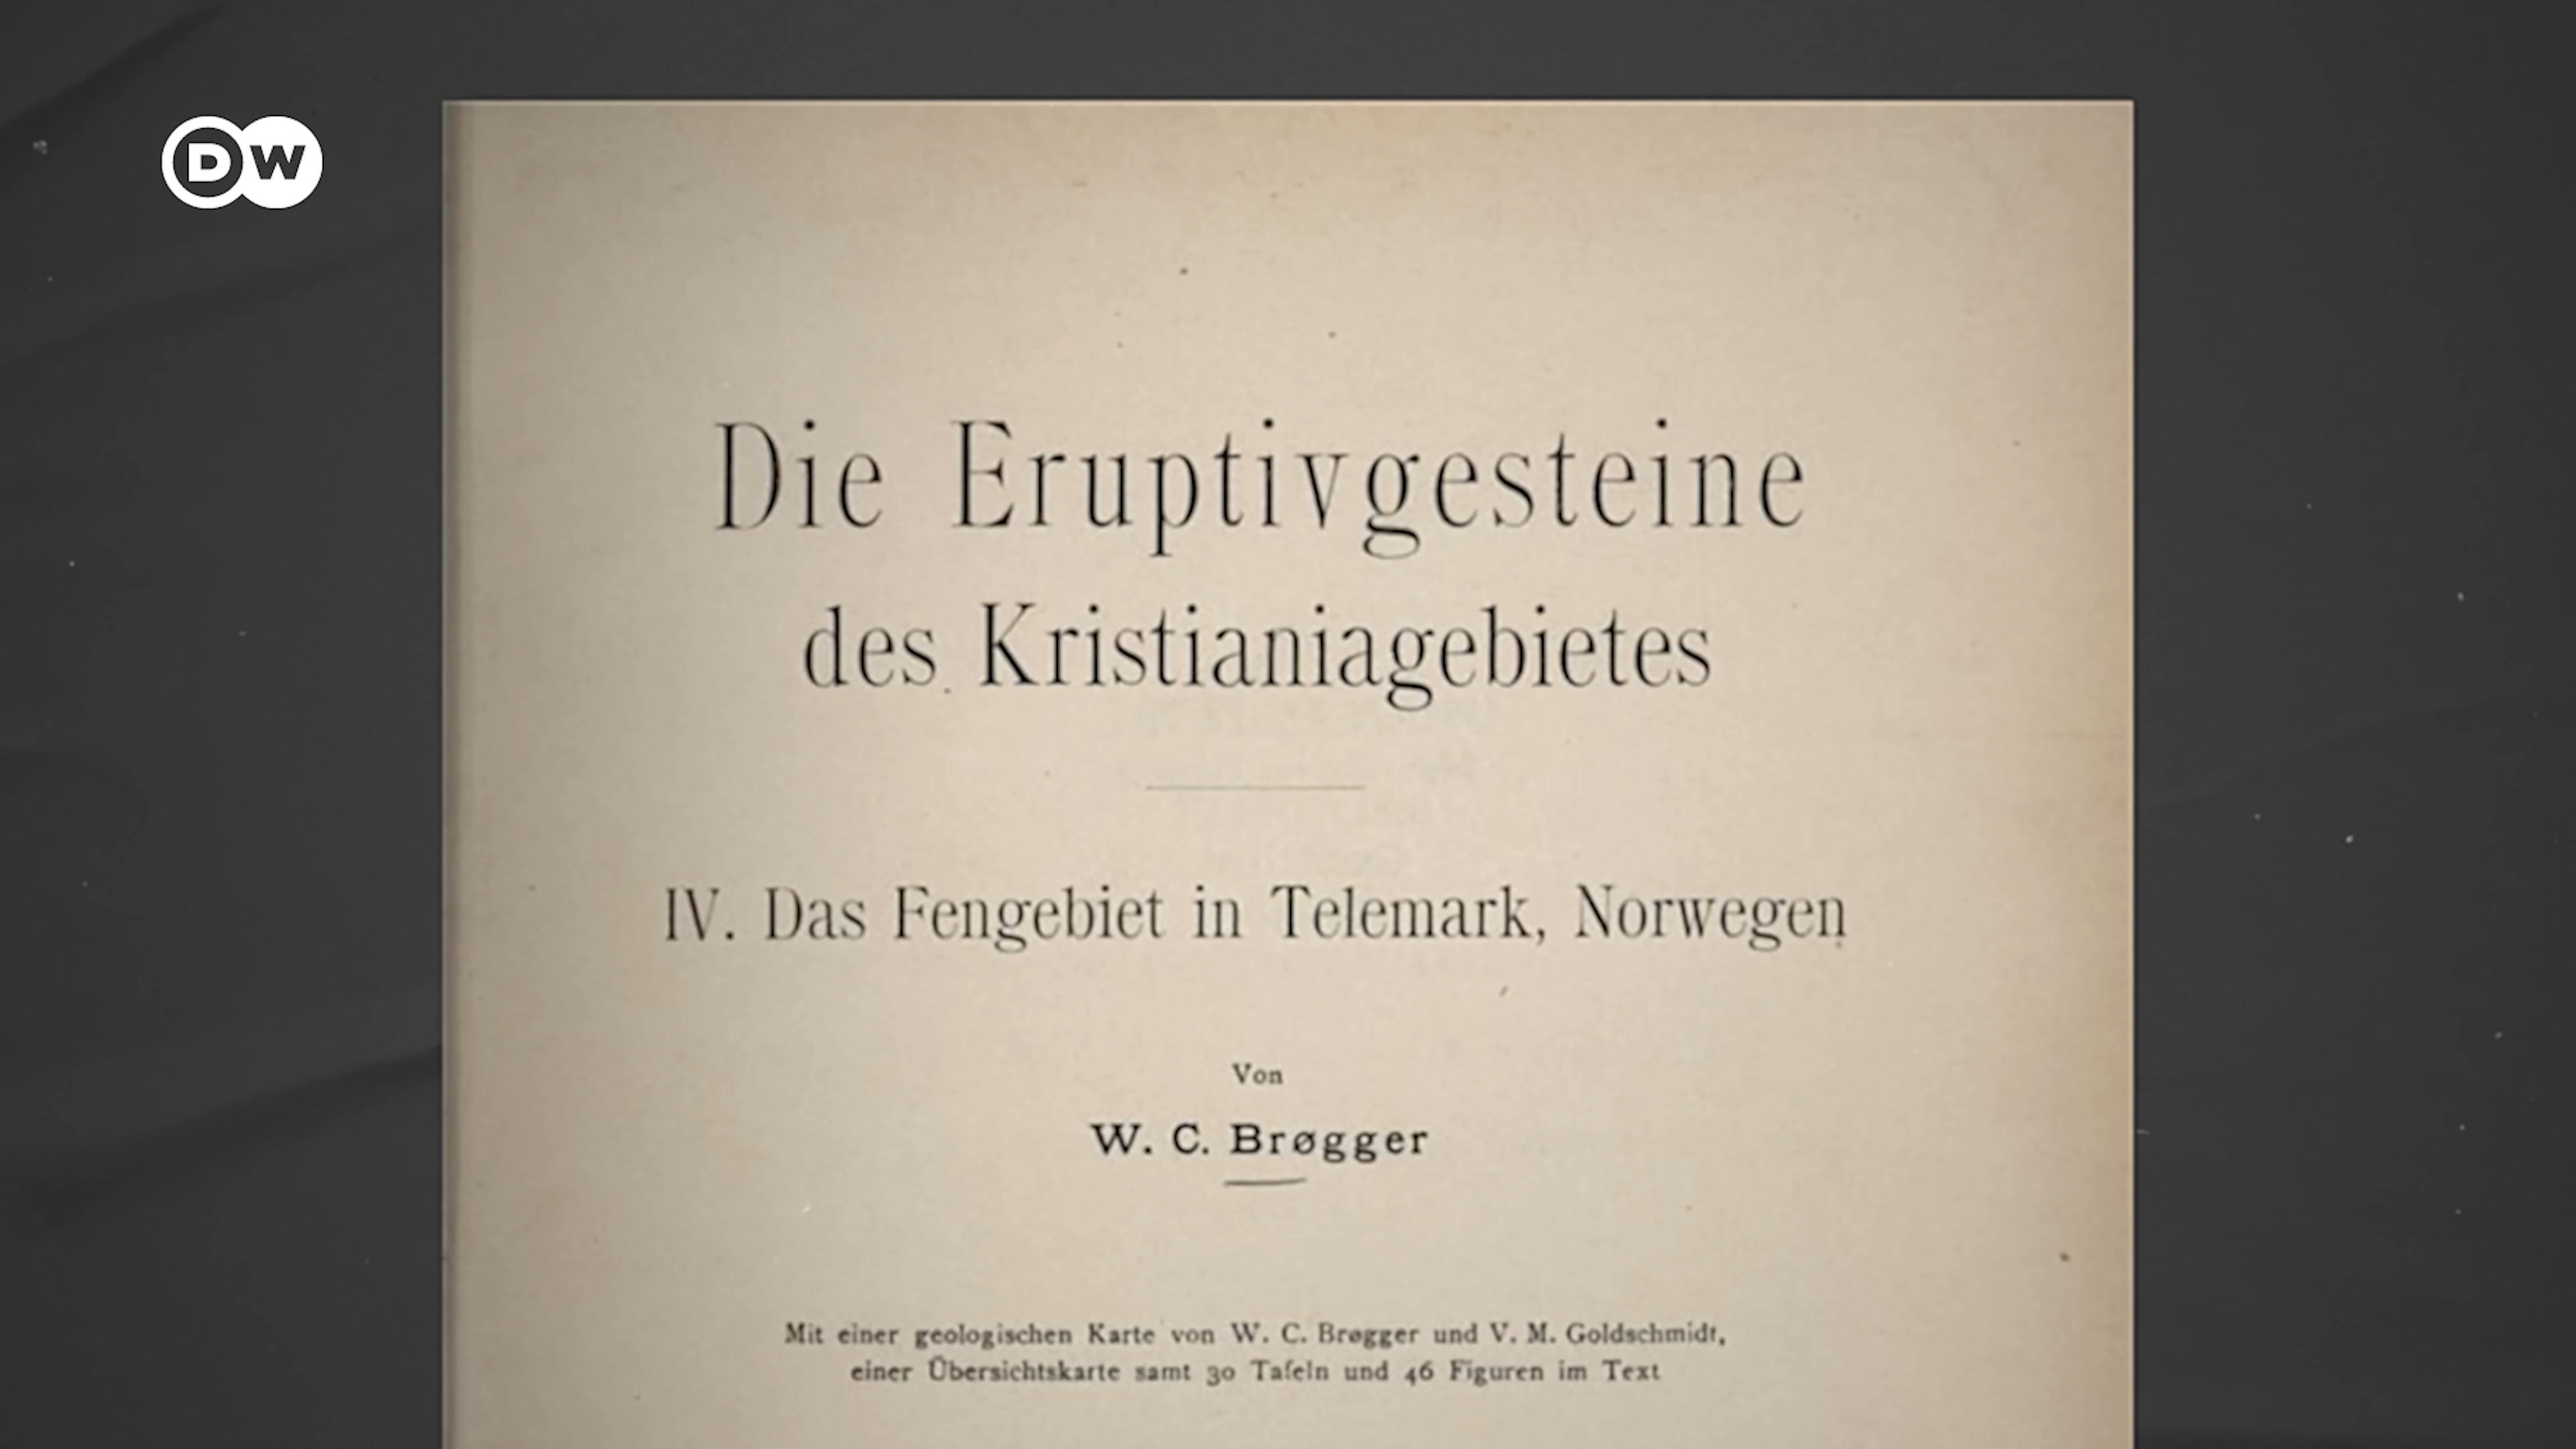 DW
Die Eruptivgesteine
des Kristianiagebietes
IV. Das Fengebiet in Telemark, Norwegen
Von
W. C. Brøgger
Mit einer geologischen Karte von W. C. Brøgger und V. M. Goldschmidt,
einer Übersichtskarte samt 30 Tafeln und 46 Figuren im Text